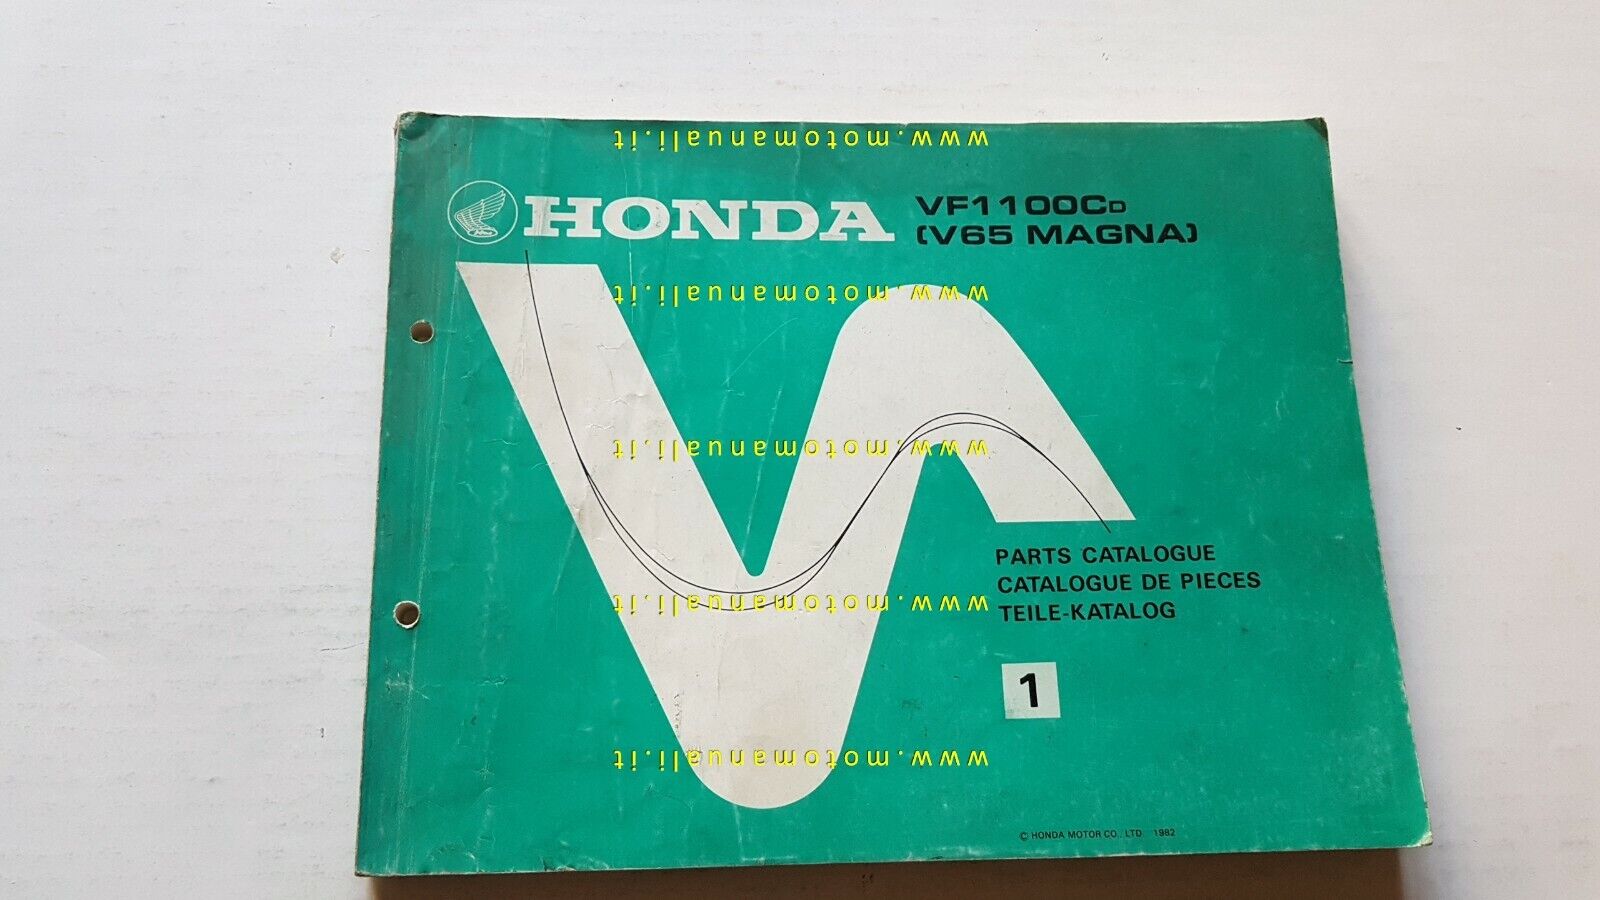 www.motomanuali.it
HONDA
VF1100CD
(V65 MAGNA)
www.motomanuali.it
www.motomanuali.it
PARTS CATALOGUE
CATALOGUE DE PIECES
TEILE-KATALOG
www.motomanuali.it
1
www.motomanuali.it
© HONDA MOTOR CO., LTD. 1982